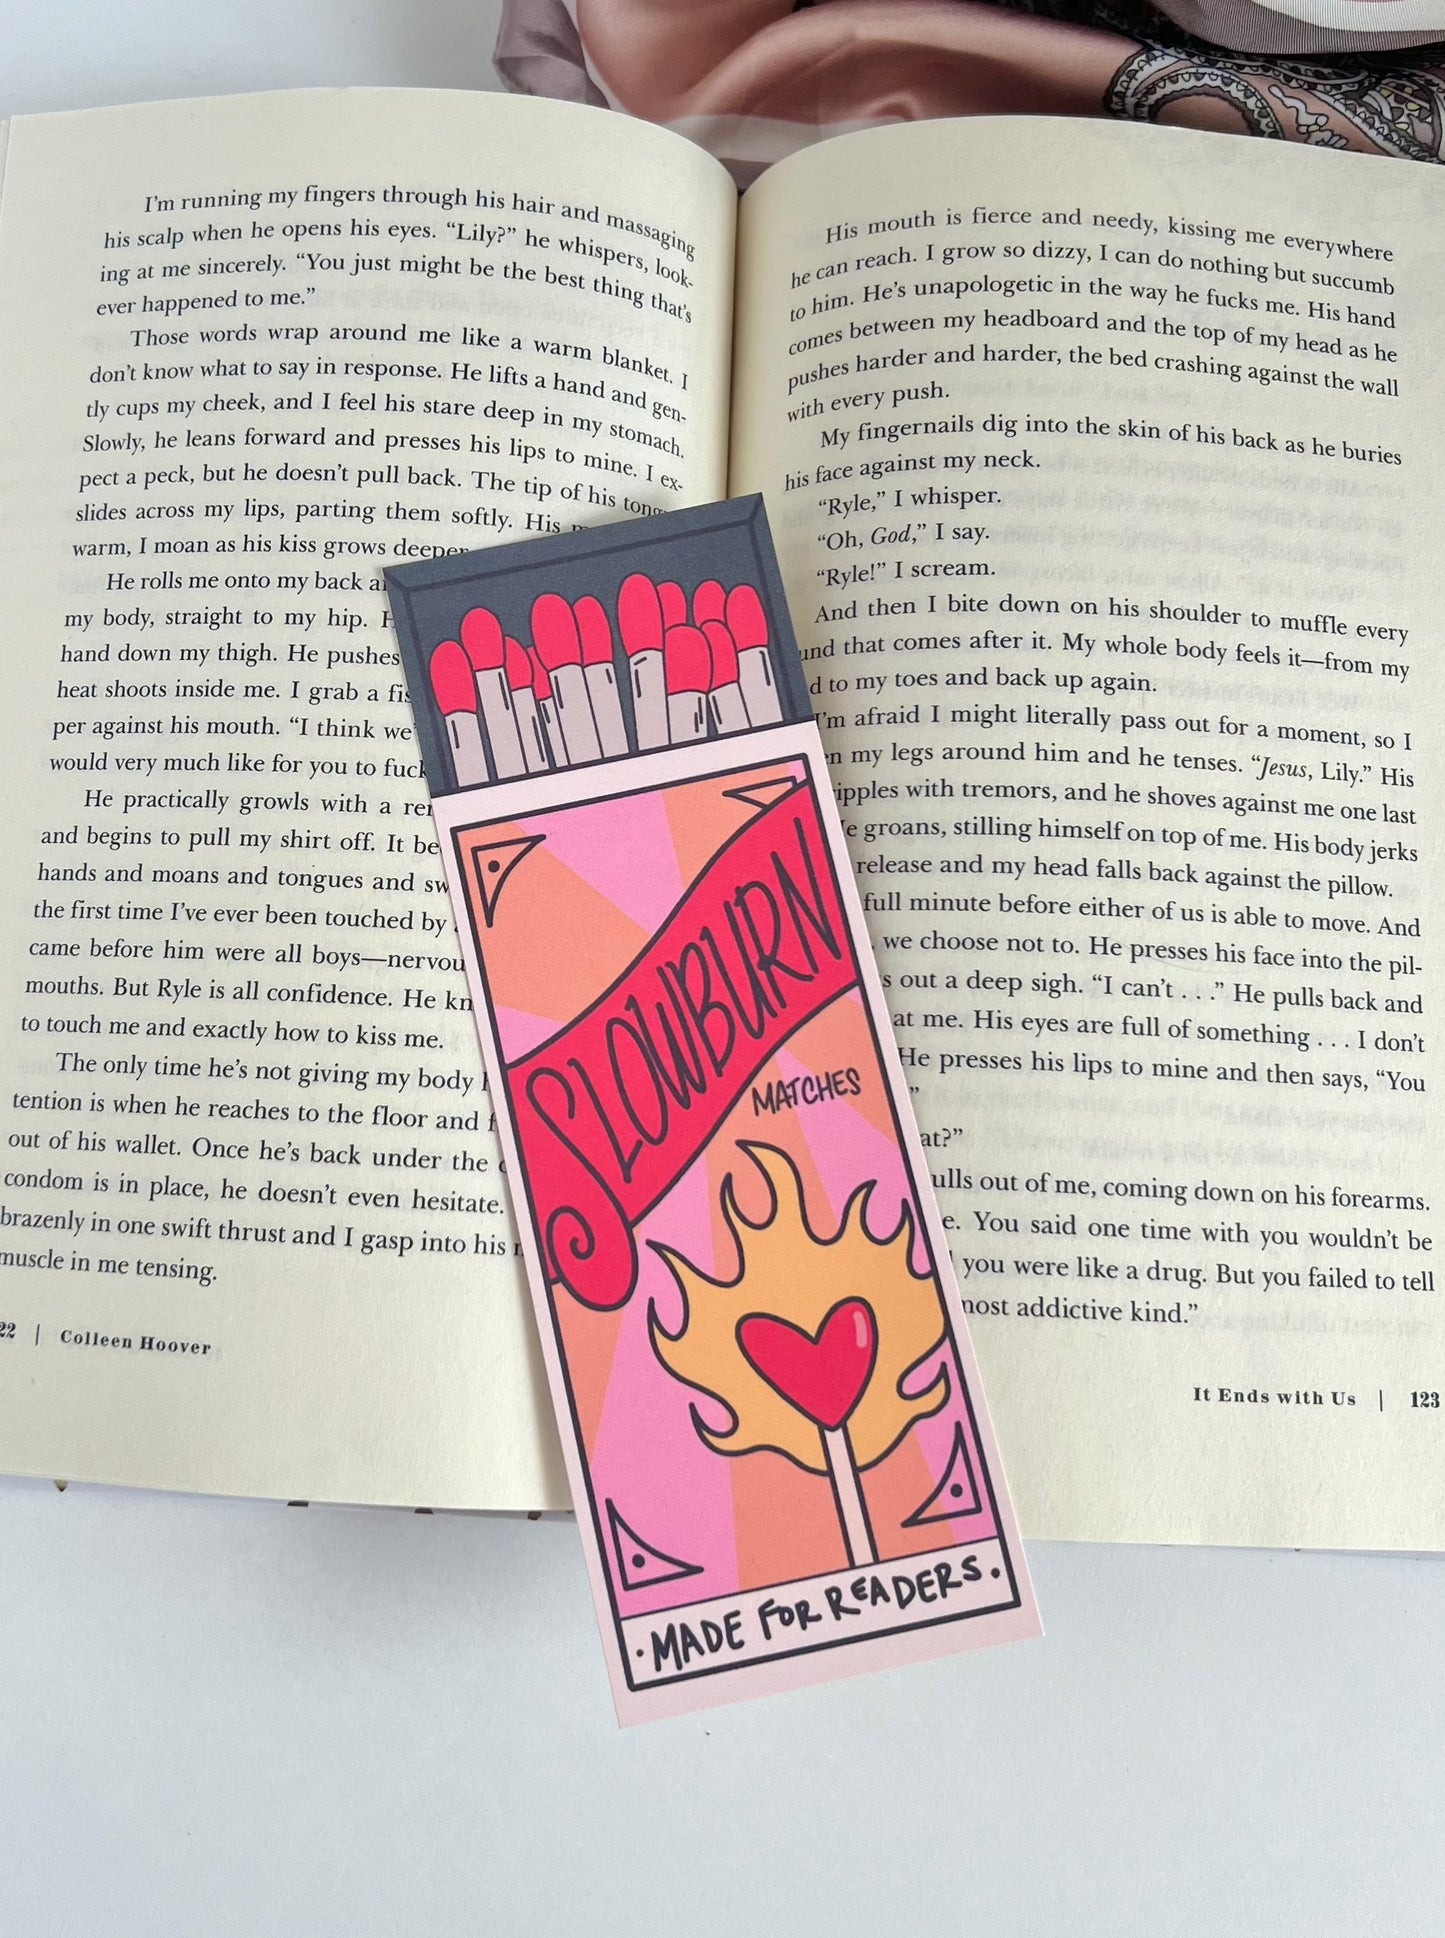 I'm running my fingers through his hair and massaging
his scalp when he opens his eyes. “Lily?” he whispers, look-
ing at me sincerely. “You just might be the best thing that's
ever happened to me.”
Those words wrap around me like a warm blanket. I
don't know what to say in response. He lifts a hand and gen-
tly cups my cheek, and I feel his stare deep in my stomach.
Slowly, he leans forward and presses his lips to mine. I ex-
pect a peck, but he doesn't pull back. The tip of his
slides across my lips, parting them softly. His
warm, I moan as his kiss grows deeper
He rolls me onto my back
my body, straight to my hip.
hand down my thigh. He pushes
heat shoots inside me. I grab a
per against his mouth. “I think
would very much like for you to
He practically growls with a
and begins to pull my shirt off. It
hands and moans and tongues and
the first time I've ever been touched by
came before him were all
mouths. But Ryle is all confidence. He
to touch me and exactly how to kiss me.
The only time he's not giving my body
tention is when he reaches to the floor and
out of his wallet. Once he's back under the
condom is in place, he doesn't even hesitate.
brazenly in one swift thrust and I gasp into his
muscle in me tensing.
22 | Colleen Hoover
His mouth is fierce and needy, kissing me everywhere
he can reach. I grow so dizzy, I can do nothing but succumb
to him. He's unapologetic in the way he fucks me. His hand
comes between my headboard and the top of my head as he
pushes harder and harder, the bed crashing against the wall
with every push.
My fingernails dig into the skin of his back as he buries
his face against my neck.
“Ryle,” I whisper.
“Oh, God,” I say.
“Ryle!” I scream.
And then I bite down on his shoulder to muffle every
that comes after it. My whole body feels it—from my
to my toes and back up again.
I'm afraid I might literally pass out for a moment, so I
my legs around him and he tenses. “Jesus, Lily.” His
with tremors, and he shoves against me one last
groans, stilling himself on top of me. His body jerks
release and my head falls back against the pillow.
full minute before either of us is able to move. And
we choose not to. He presses his face into the pil-
out a deep sigh. “I can't . . .” He pulls back and
at me. His eyes are full of something . . . I don't
He presses his lips to mine and then says, “You
”
out of me, coming down on his forearms.
You said one time with you wouldn't be
you were like a drug. But you failed to tell
addictive kind.”
It Ends with Us | 123
SLOWBURN
MATCHES
· MADE FOR READERS ·